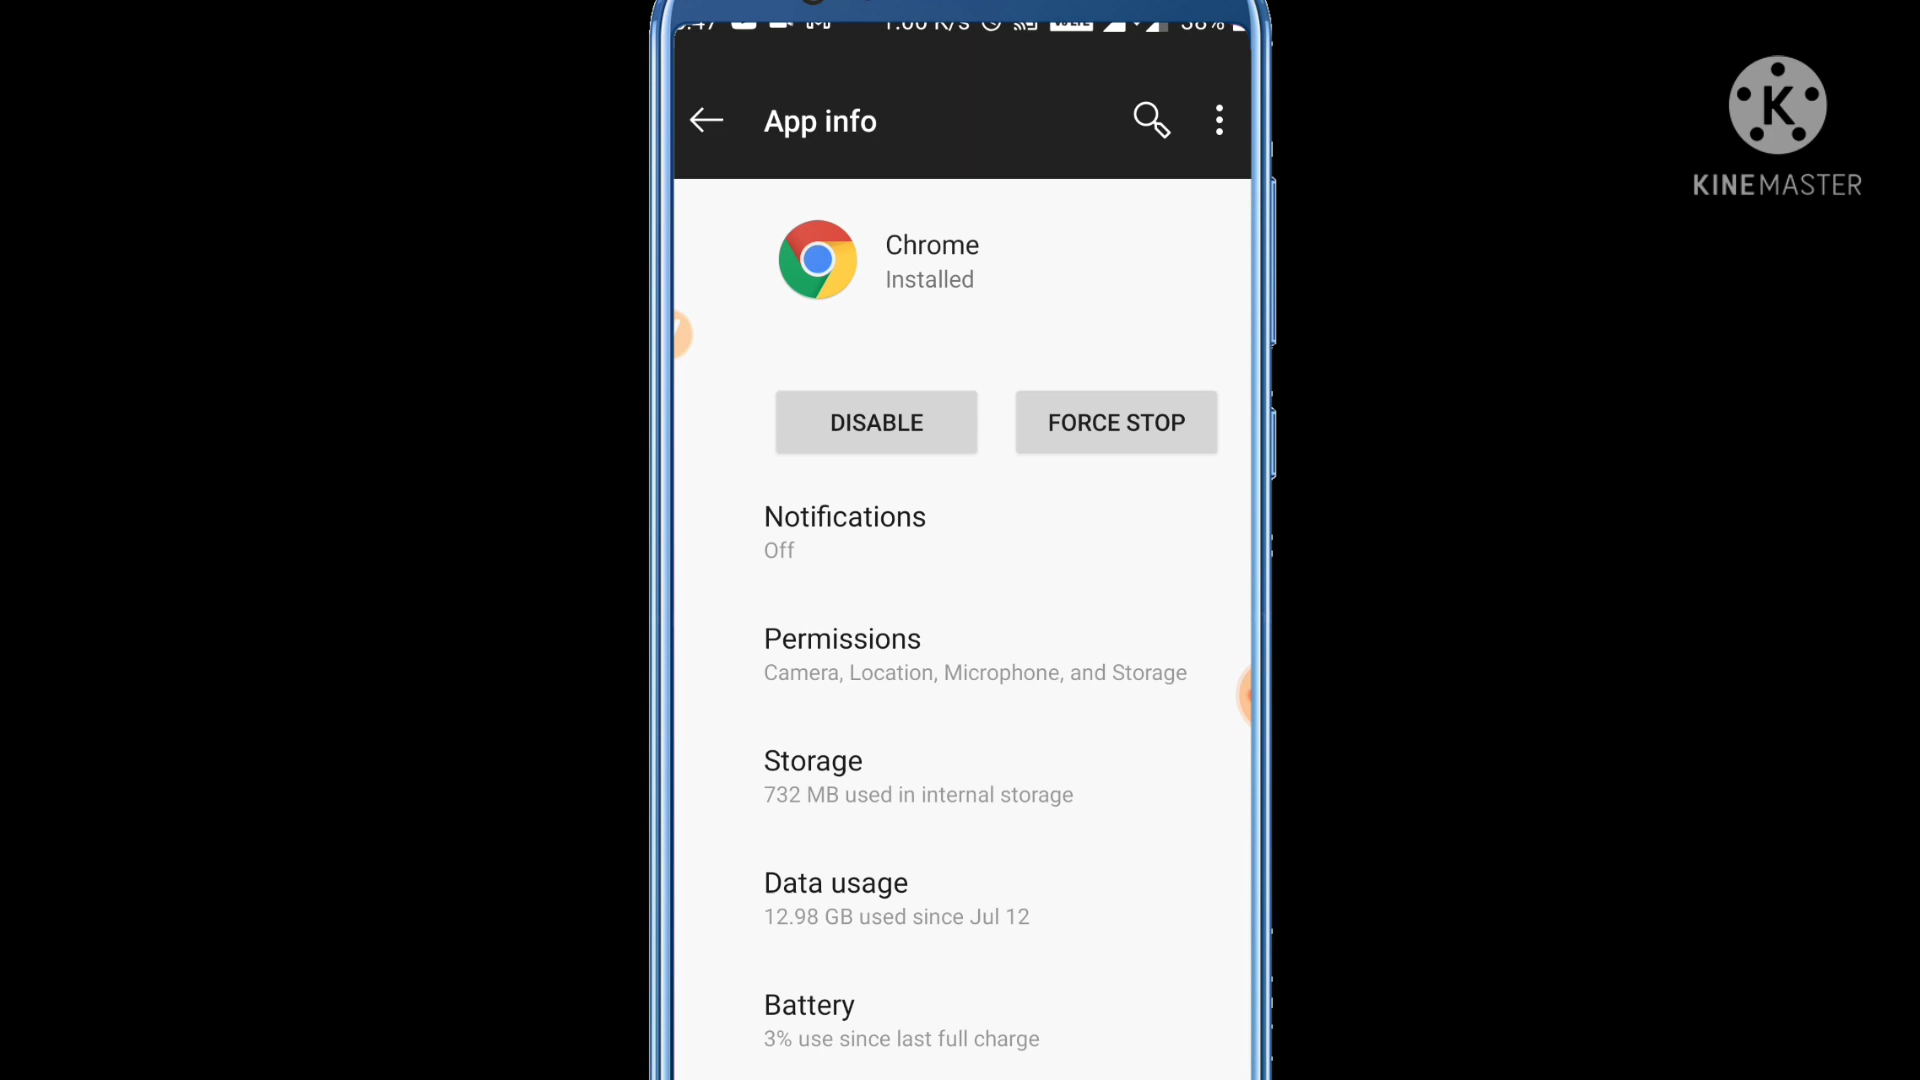 App info
K
KINEMASTER
Chrome
Installed
DISABLE
FORCE STOP
Notifications
Off
Permissions
Camera, Location, Microphone, and Storage
Storage
732 MB used in internal storage
Data usage
12.98 GB used since Jul 12
Battery
3% use since last full charge